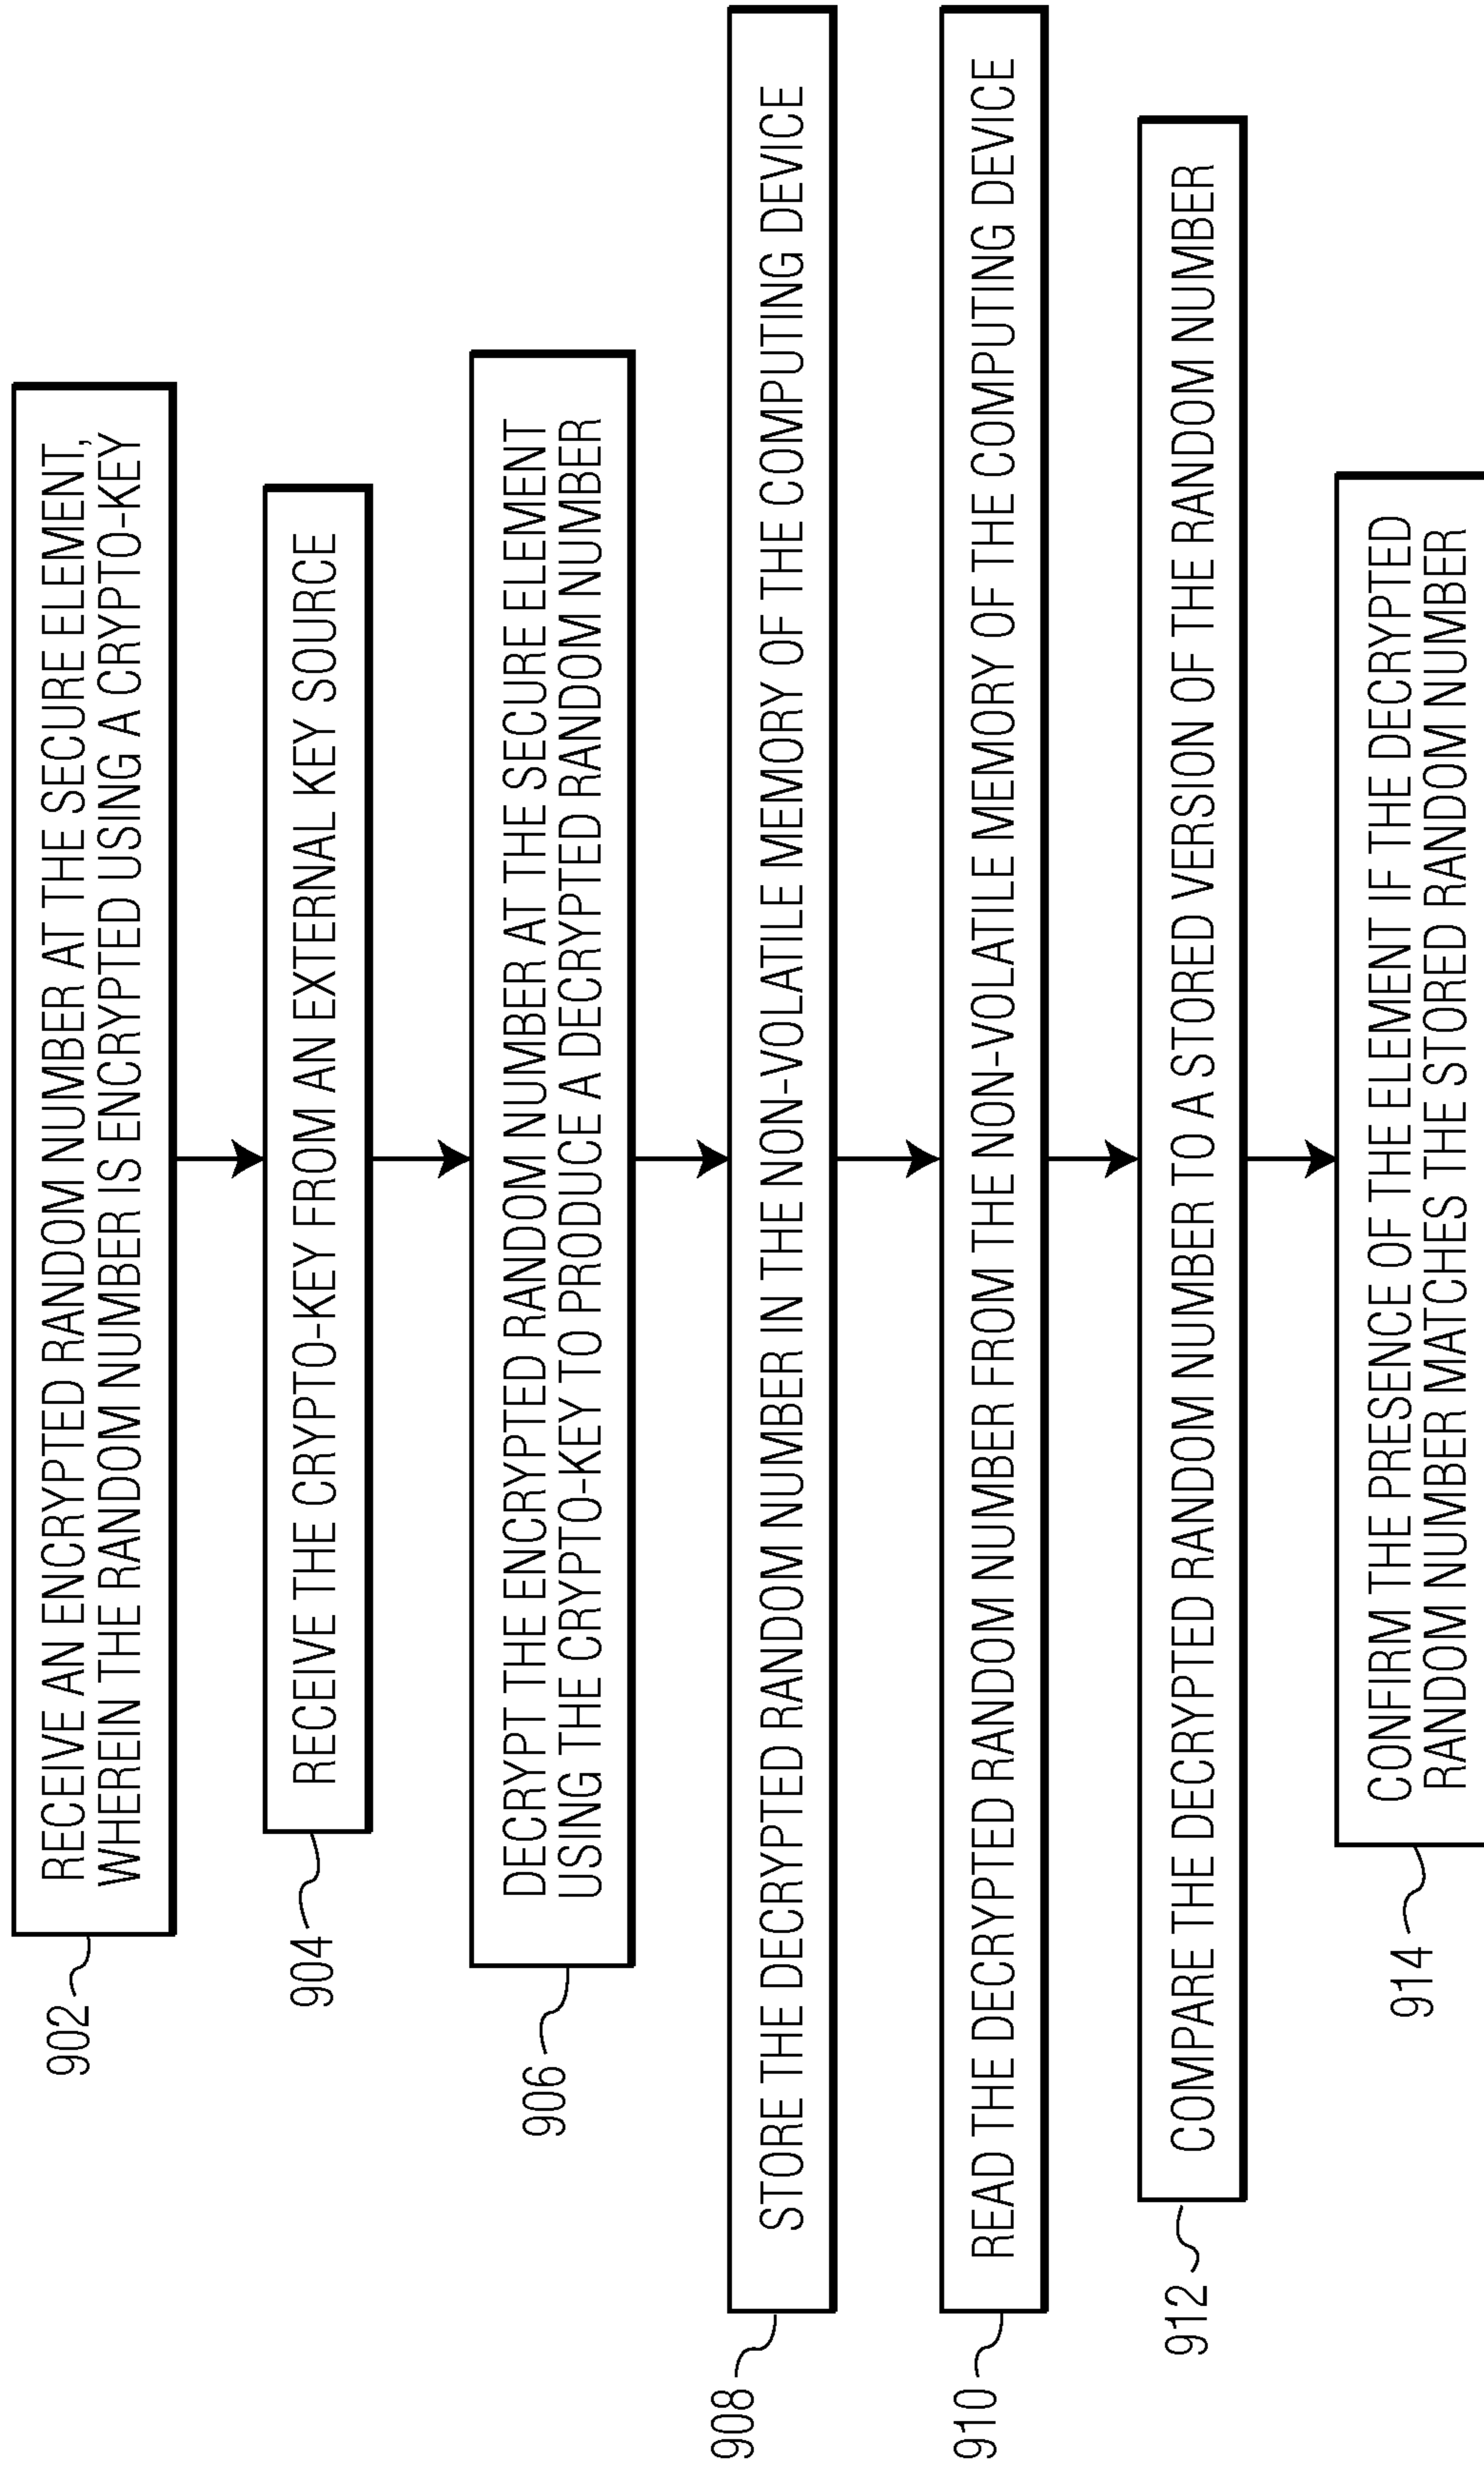 902
RECEIVE AN ENCRYPTED RANDOM NUMBER AT THE SECURE ELEMENT,
WHEREIN THE RANDOM NUMBER IS ENCRYPTED USING A CRYPTO-KEY
904
RECEIVE THE CRYPTO-KEY FROM AN EXTERNAL KEY SOURCE
906
DECRYPT THE ENCRYPTED RANDOM NUMBER AT THE SECURE ELEMENT
USING THE CRYPTO-KEY TO PRODUCE A DECRYPTED RANDOM NUMBER
908
STORE THE DECRYPTED RANDOM NUMBER IN THE NON-VOLATILE MEMORY OF THE COMPUTING DEVICE
910
READ THE DECRYPTED RANDOM NUMBER FROM THE NON-VOLATILE MEMORY OF THE COMPUTING DEVICE
912
COMPARE THE DECRYPTED RANDOM NUMBER TO A STORED VERSION OF THE RANDOM NUMBER
914
CONFIRM THE PRESENCE OF THE ELEMENT IF THE DECRYPTED
RANDOM NUMBER MATCHES THE STORED RANDOM NUMBER